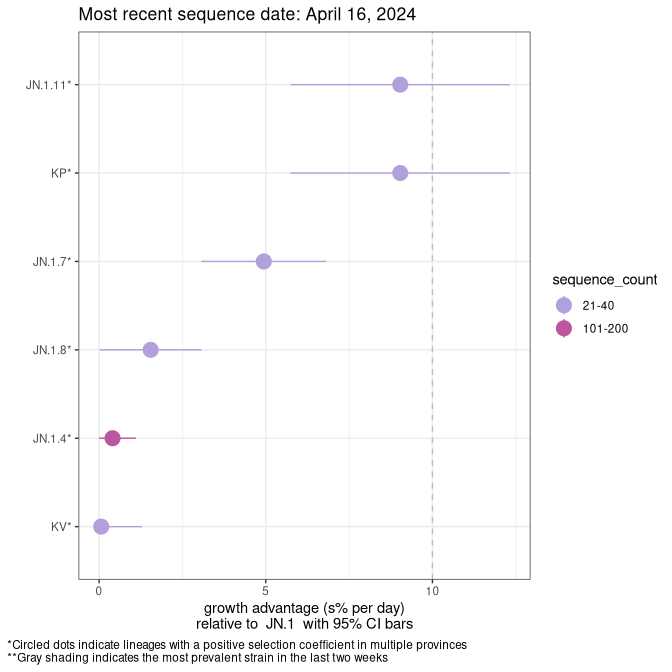 Most recent sequence date: April 16, 2024
JN.1.11*
KP*
JN.1.7*
JN.1.8*
JN.1.4*
KV*
0
5
10
growth advantage (s% per day)
relative to JN.1 with 95% CI bars
sequence_count
21-40
101-200
*Circled dots indicate lineages with a positive selection coefficient in multiple provinces
**Gray shading indicates the most prevalent strain in the last two weeks